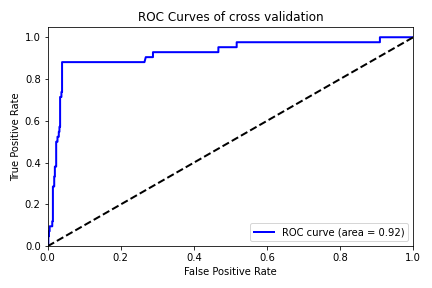 ROC Curves of cross validation
1.0
0.8
0.6
0.4
0.2
0.0
True Positive Rate
ROC curve (area = 0.92)
0.0 0.2 0.4 0.6 0.8 1.0
False Positive Rate